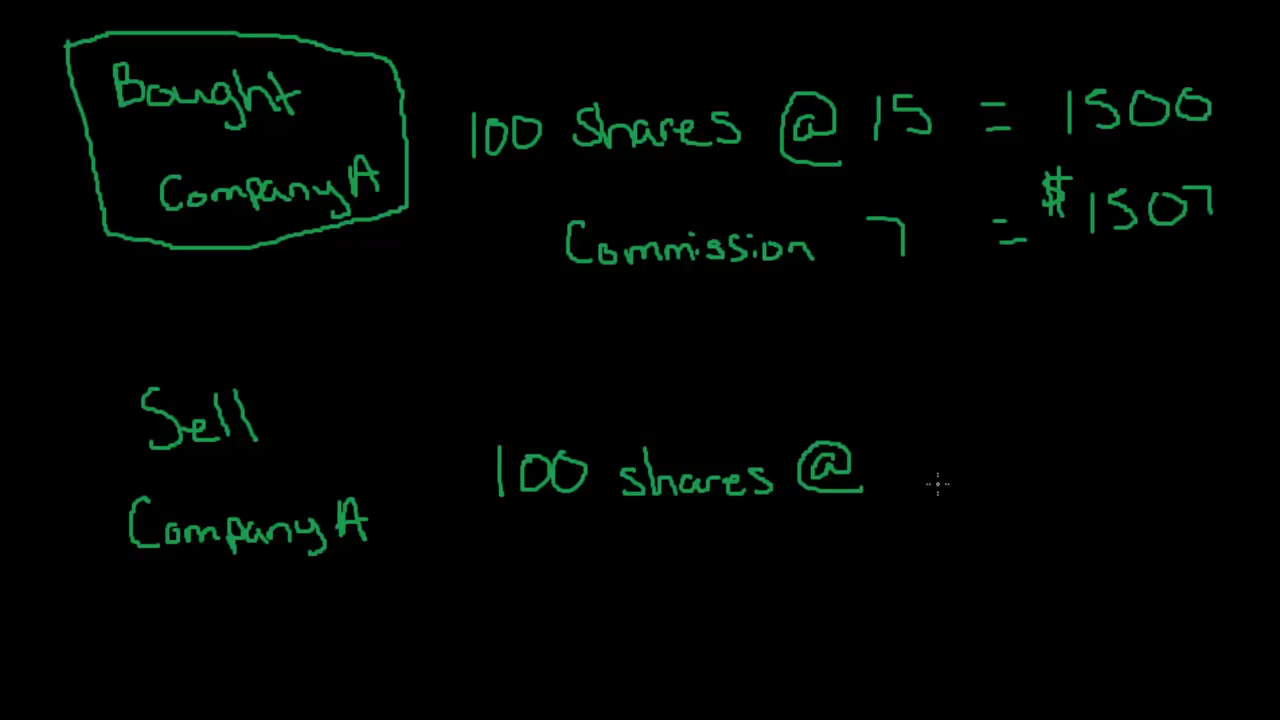 Bought
Company A
100 shares @ 15 = 1500
Commission 7 = $1507
Sell
Company A
100 shares @